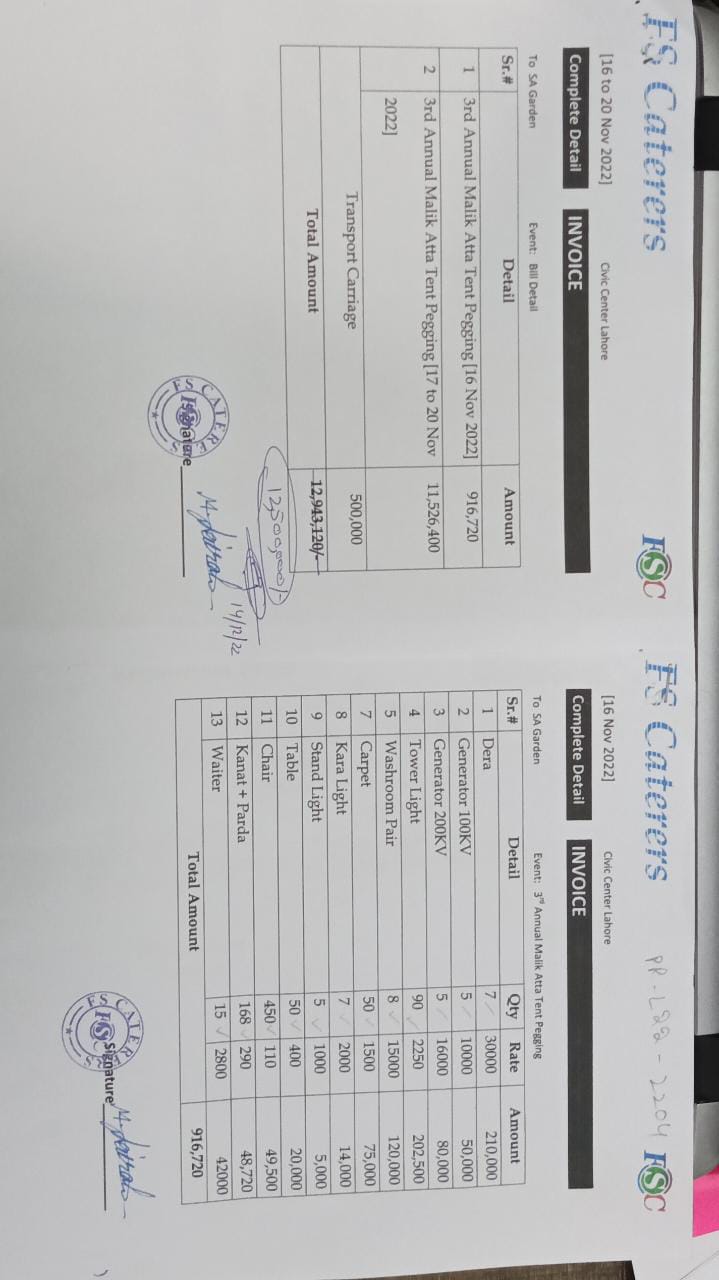 FS Caterers FSC
[16 to 20 Nov 2022] Civic Center Lahore
Complete Detail INVOICE
To SA Garden Event: Bill Detail
Sr.# Detail Amount
1 3rd Annual Malik Atta Tent Pegging [16 Nov 2022] 916,720
2 3rd Annual Malik Atta Tent Pegging [17 to 20 Nov 11,526,400
2022]
Transport Carriage 500,000
Total Amount 12,943,120/-
12,500,000/-
14/12/22
Signature
FS CATERERS
FS Caterers PR-L22-2204 FSC
[16 Nov 2022] Civic Center Lahore
Complete Detail INVOICE
To SA Garden Event: 3rd Annual Malik Atta Tent Pegging
Sr.# Detail Qty Rate Amount
1 Dera 7 30000 210,000
2 Generator 100KV 5 10000 50,000
3 Generator 200KV 5 16000 80,000
4 Tower Light 90 2250 202,500
5 Washroom Pair 8 15000 120,000
7 Carpet 50 1500 75,000
8 Kara Light 7 2000 14,000
9 Stand Light 5 1000 5,000
10 Table 50 400 20,000
11 Chair 450 110 49,500
12 Kanat + Parda 168 290 48,720
13 Waiter 15 2800 42000
Total Amount 916,720
Signature
FS CATERERS